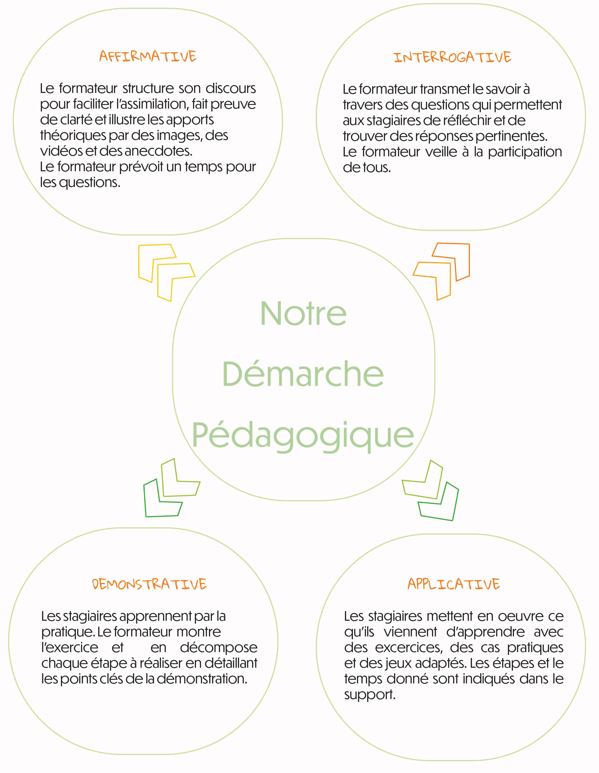 AFFIRMATIVE
Le formateur structure son discours
pour faciliter l'assimilation, fait preuve
de clarté et illustre les apports
théoriques par des images, des
vidéos et des anecdotes.
Le formateur prévoit un temps pour
les questions.
INTERROGATIVE
Le formateur transmet le savoir à
travers des questions qui permettent
aux stagiaires de réfléchir et de
trouver des réponses pertinentes.
Le formateur veille à la participation
de tous.
Notre
Démarche
Pédagogique
DEMONSTRATIVE
Les stagiaires apprennent par la
pratique. Le formateur montre
l'exercice et en décompose
chaque étape à réaliser en détaillant
les points clés de la démonstration.
APPLICATIVE
Les stagiaires mettent en oeuvre ce
qu'ils viennent d'apprendre avec
des excercices, des cas pratiques
et des jeux adaptés. Les étapes et le
temps donné sont indiqués dans le
support.